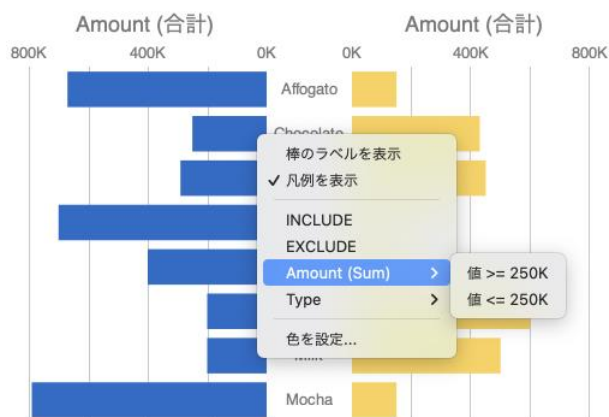 Amount (合計) Amount (合計)
800K 400K 0K 0K 400K 800K
Affogato
Chocolate
棒のラベルを表示
✓ 凡例を表示
INCLUDE
EXCLUDE
Amount (Sum) >
値 >= 250K
Type >
値 <= 250K
色を設定...
Mocha